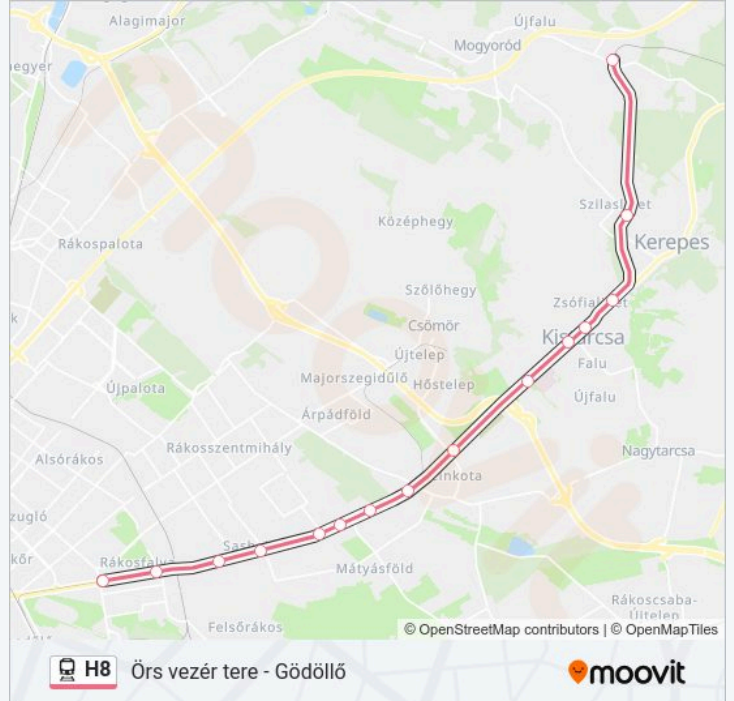 Alagimajor
Újfalu
Mogyoród
Szilasliget
Középhegy
Rákospalota
Kerepes
Szőlőhegy
Zsófialiget
Csömör
Kistarcsa
Újtelep
Falu
Majorszegidűlő
Hőstelep
Újpalota
Újfalu
Árpádföld
Rákosszentmihály
Nagytarcsa
Alsórákos
Rákosfalva
Mátyásföld
Rákoscsaba-
Újtelep
Felsőrákos
© OpenStreetMap contributors | © OpenMapTiles
H8 Örs vezér tere - Gödöllő
moovit